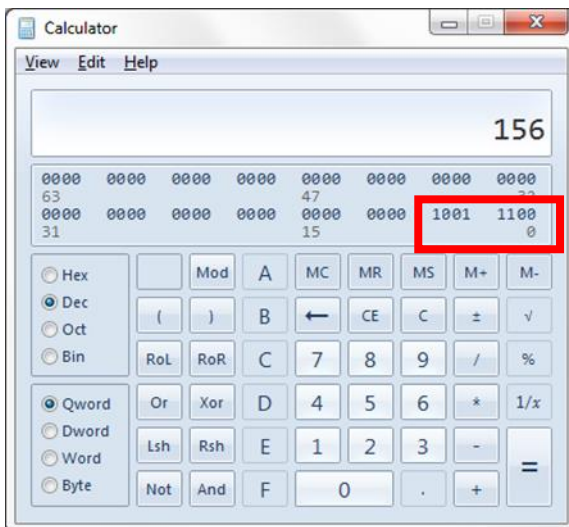 Calculator
View Edit Help
156
0000 0000 0000 0000 0000 0000 0000 0000
63 47 32
0000 0000 0000 0000 0000 0000 1001 1100
31 15 0
Hex Mod A MC MR MS M+ M-
Dec ( ) B ← CE C ± √
Oct
Bin RoL RoR C 7 8 9 / %
Qword Or Xor D 4 5 6 * 1/x
Dword
Word Lsh Rsh E 1 2 3 - =
Byte Not And F 0 . +